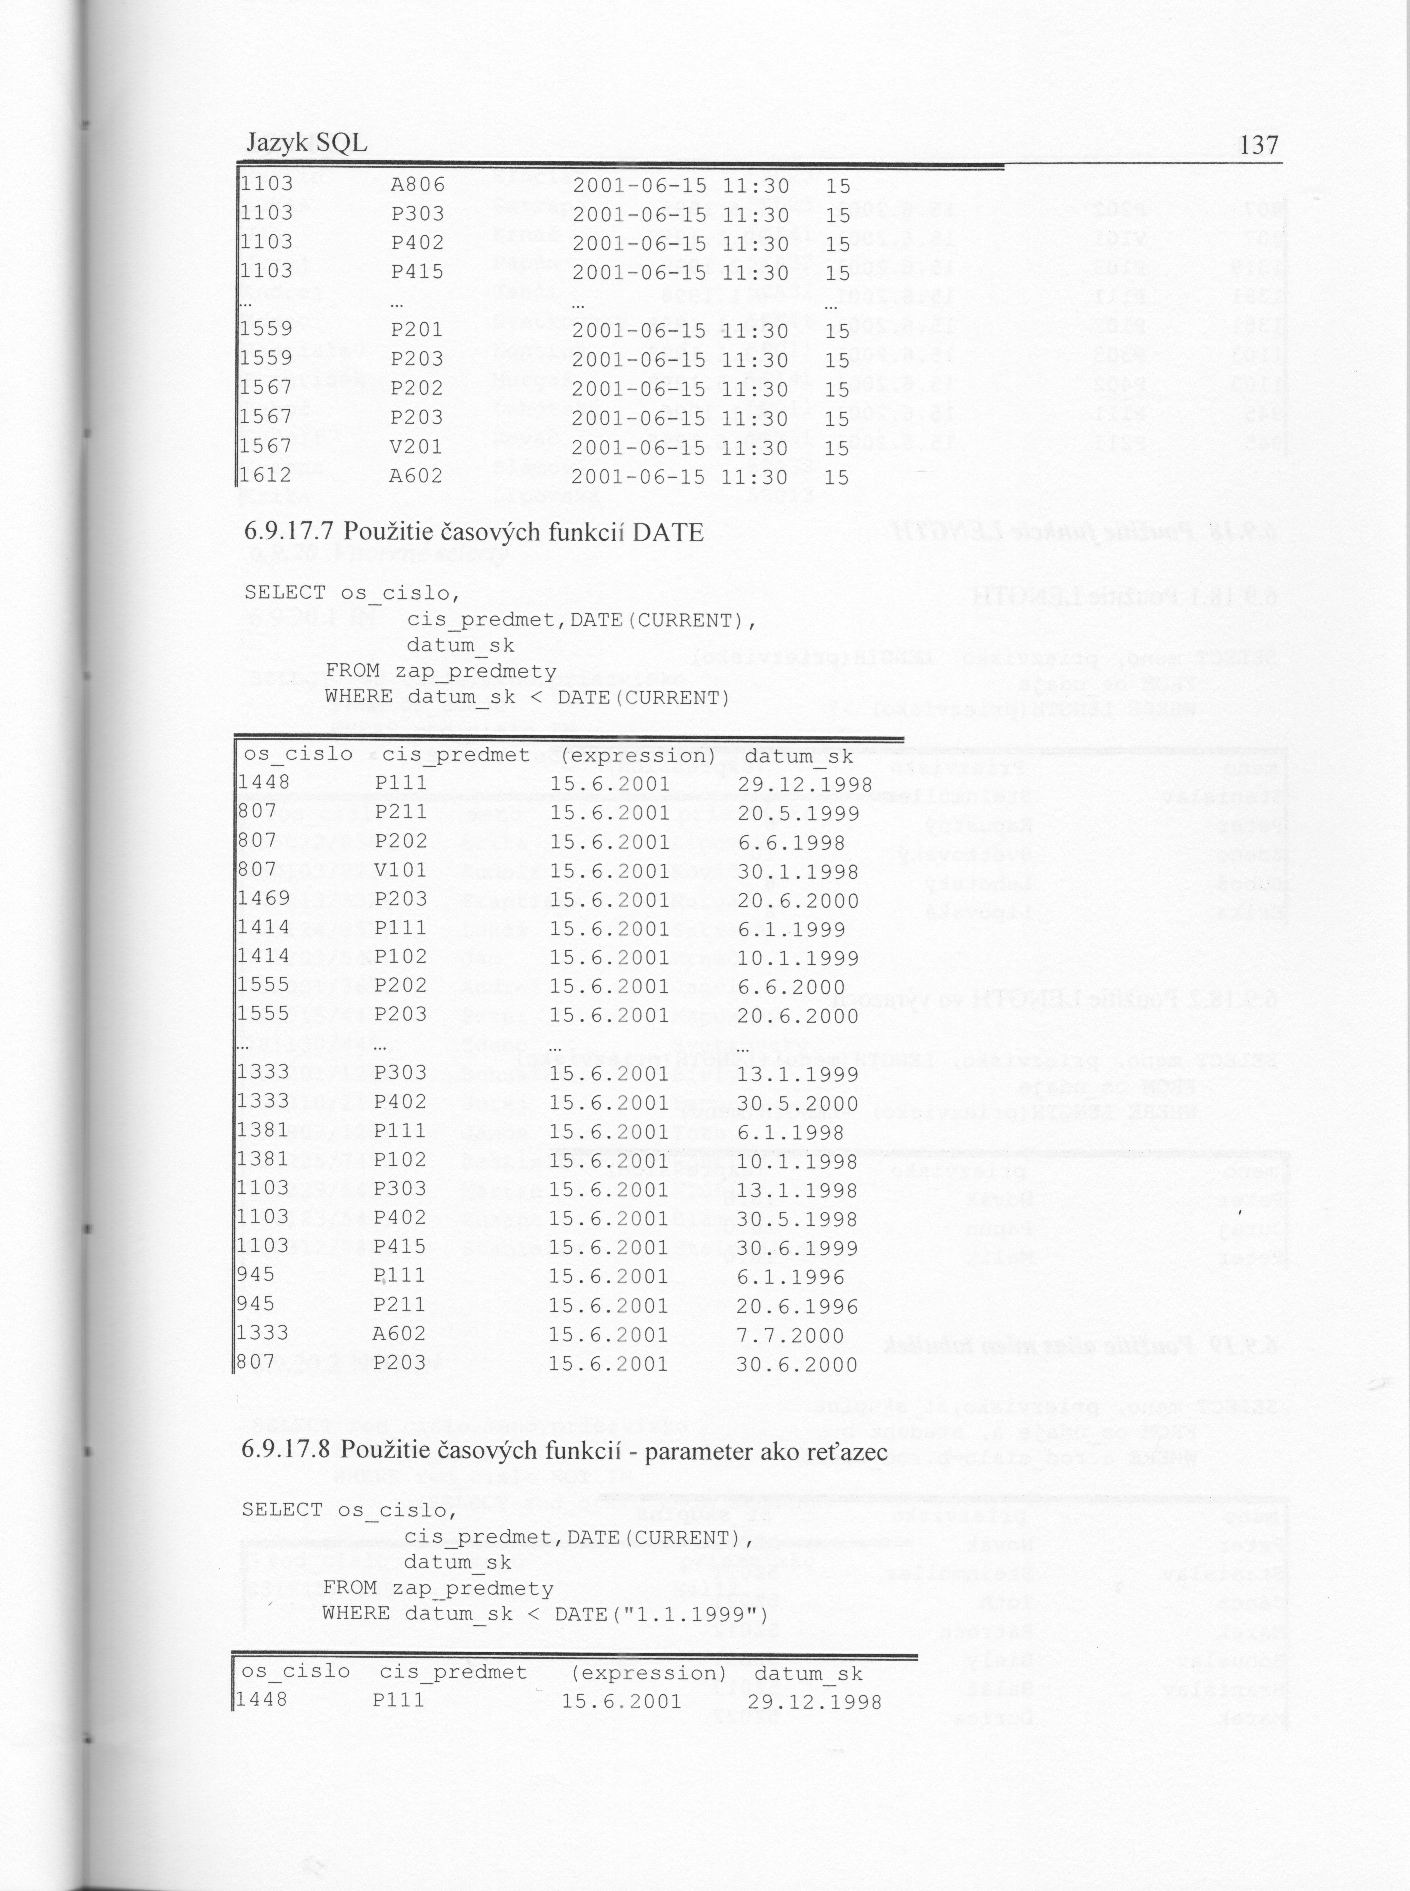 Jazyk SQL 137
1103 A806 2001-06-15 11:30 15
1103 P303 2001-06-15 11:30 15
1103 P402 2001-06-15 11:30 15
1103 P415 2001-06-15 11:30 15
… … … …
1559 P201 2001-06-15 11:30 15
1559 P203 2001-06-15 11:30 15
1567 P202 2001-06-15 11:30 15
1567 P203 2001-06-15 11:30 15
1567 V201 2001-06-15 11:30 15
1612 A602 2001-06-15 11:30 15
6.9.17.7 Použitie časových funkcií DATE
SELECT os_cislo,
cis_predmet,DATE(CURRENT),
datum_sk
FROM zap_predmety
WHERE datum_sk < DATE(CURRENT)
os_cislo cis_predmet (expression) datum_sk
1448 P111 15.6.2001 29.12.1998
807 P211 15.6.2001 20.5.1999
807 P202 15.6.2001 6.6.1998
807 V101 15.6.2001 30.1.1998
1469 P203 15.6.2001 20.6.2000
1414 P111 15.6.2001 6.1.1999
1414 P102 15.6.2001 10.1.1999
1555 P202 15.6.2001 6.6.2000
1555 P203 15.6.2001 20.6.2000
… … … …
1333 P303 15.6.2001 13.1.1999
1333 P402 15.6.2001 30.5.2000
1381 P111 15.6.2001 6.1.1998
1381 P102 15.6.2001 10.1.1998
1103 P303 15.6.2001 13.1.1998
1103 P402 15.6.2001 30.5.1998
1103 P415 15.6.2001 30.6.1999
945 P111 15.6.2001 6.1.1996
945 P211 15.6.2001 20.6.1996
1333 A602 15.6.2001 7.7.2000
807 P203 15.6.2001 30.6.2000
6.9.17.8 Použitie časových funkcií - parameter ako reťazec
SELECT os_cislo,
cis_predmet,DATE(CURRENT),
datum_sk
FROM zap_predmety
WHERE datum_sk < DATE("1.1.1999")
os_cislo cis_predmet (expression) datum_sk
1448 P111 15.6.2001 29.12.1998